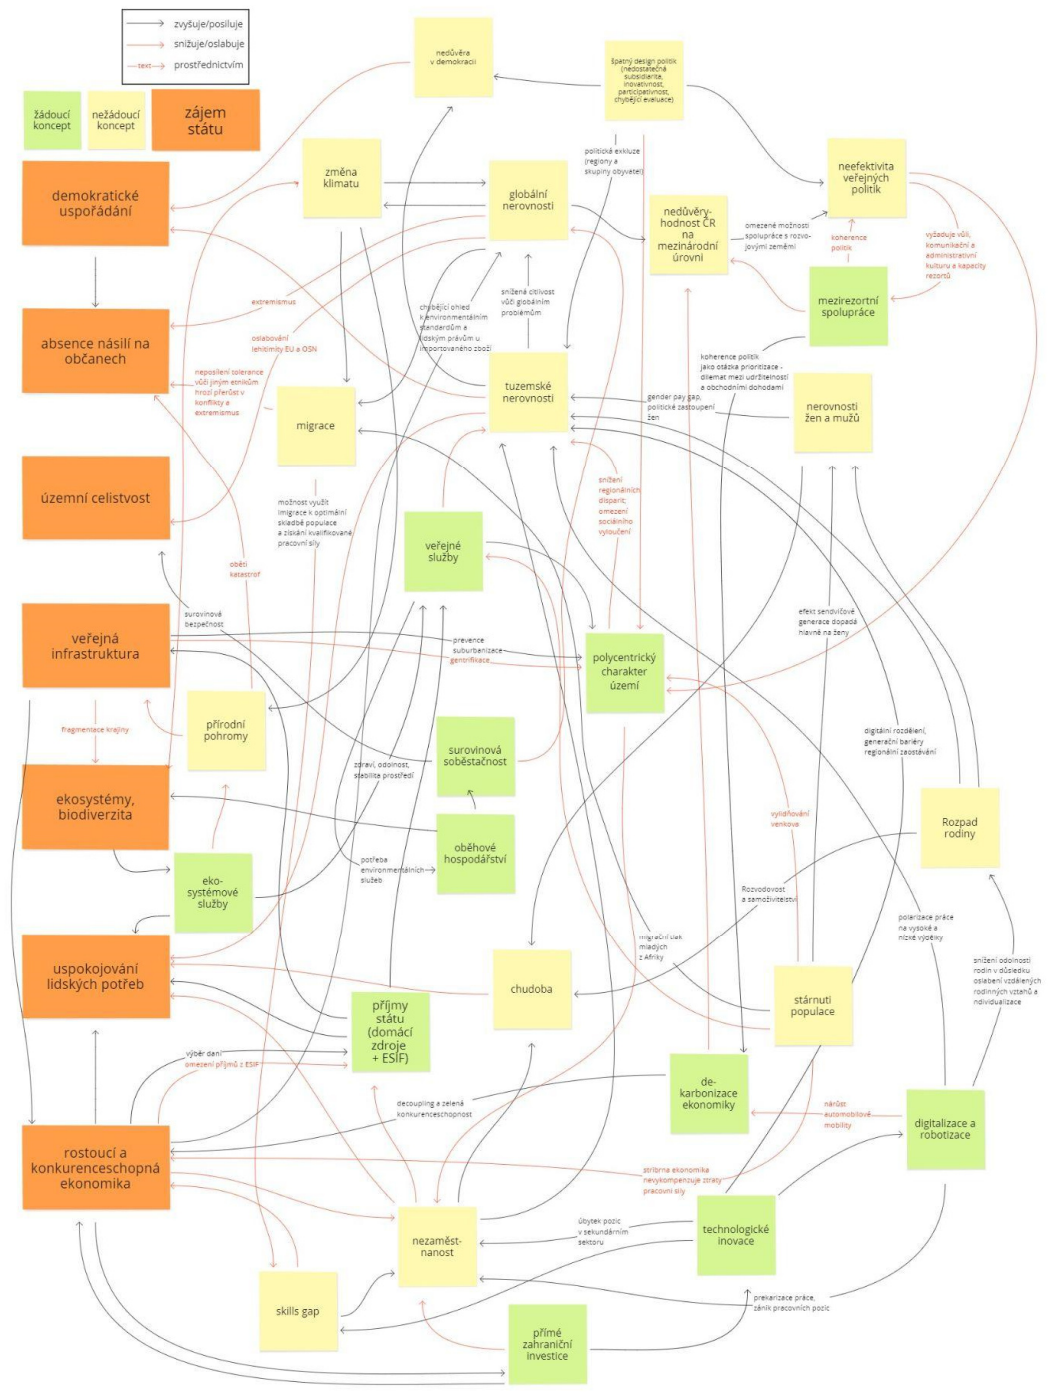 zvyšuje/posiluje
snižuje/oslabuje
text
prostřednictvím
žádoucí
koncept
nežádoucí
koncept
zájem
státu
nedůvěra
v demokracii
špatný design politik
(nedostatečná
subsidiarita,
inovativnost,
participativnost,
chybějící evaluace)
demokratické
uspořádání
změna
klimatu
globální
nerovnosti
politická exkluze
(regiony a
skupiny obyvatel)
neefektivita
veřejných
politik
nedůvěry-
hodnost ČR
na
mezinárodní
úrovni
omezené možnosti
spolupráce s rozvo-
jovými zeměmi
koherence
politik
vyžaduje vůli,
komunikační a
administrativní
kulturu a kapacity
rezortů
mezirezortní
spolupráce
absence násilí na
občanech
extremismus
oslabování
lehitimity EU a OSN
neposílení tolerance
vůči jiným etnikům
hrozí přerůst v
konflikty a
extremismus
chybějící ohled
k environmentálním
standardům a
lidským právům u
importovaného zboží
snížená citlivost
vůči globálním
problémům
koherence politik
jako otázka prioritizace -
dilemat mezi udržitelností
a obchodními dohodami
tuzemské
nerovnosti
gender pay gap,
politické zastoupení
žen
nerovnosti
žen a mužů
migrace
územní celistvost
možnost využít
imigrace k optimální
skladbě populace
a získání kvalifikované
pracovní síly
snížení
regionálních
disparit;
omezení
sociálního
vyloučení
veřejné
služby
oběti
katastrof
surovinová
bezpečnost
veřejná
infrastruktura
prevence
suburbanizace
gentrifikace
polycentrický
charakter
území
efekt sendvičové
generace dopadá
hlavně na ženy
fragmentace krajiny
přírodní
pohromy
surovinová
soběstačnost
digitální rozdělení,
generační bariéry
regionální zaostávání
zdraví, odolnost,
stabilita prostředí
ekosystémy,
biodiverzita
oběhové
hospodářství
vylidňování
venkova
Rozpad
rodiny
eko-
systémové
služby
potřeba
environmentálních
služeb
Rozvodovost
a samoživitelství
polarizace práce
na vysoké a
nízké výdělky
uspokojování
lidských potřeb
migrační tlak
mladých
z Afriky
snížení odolnosti
rodin v důsledku
oslabení vzdálených
rodinných vztahů a
ndividualizace
chudoba
stárnutí
populace
příjmy
státu
(domácí
zdroje
+ ESIF)
výběr daní
omezení příjmů z ESIF
decoupling a zelená
konkurenceschopnost
de-
karbonizace
ekonomiky
nárůst
automobilové
mobility
digitalizace a
robotizace
rostoucí a
konkurenceschopná
ekonomika
stříbrná ekonomika
nevykompenzuje ztráty
pracovní síly
nezaměst-
nanost
úbytek pozic
v sekundárním
sektoru
technologické
inovace
skills gap
prekarizace práce,
zánik pracovních pozic
přímé
zahraniční
investice